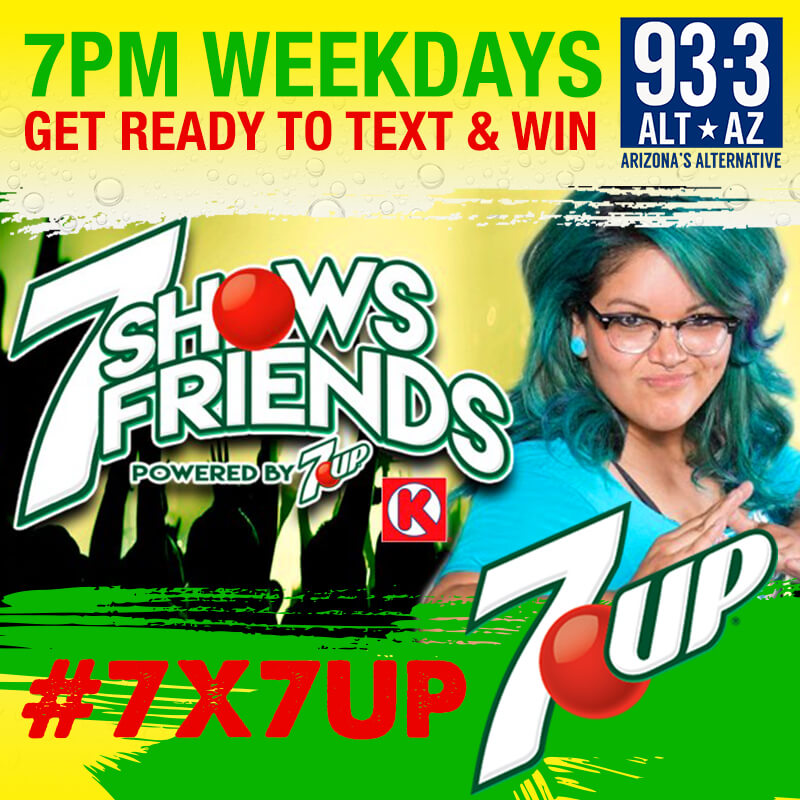 7PM WEEKDAYS
GET READY TO TEXT & WIN
93.3
ALT ★ AZ
ARIZONA'S ALTERNATIVE
7 SHOWS
FRIENDS
POWERED BY 7UP
K
7UP®
#7X7UP